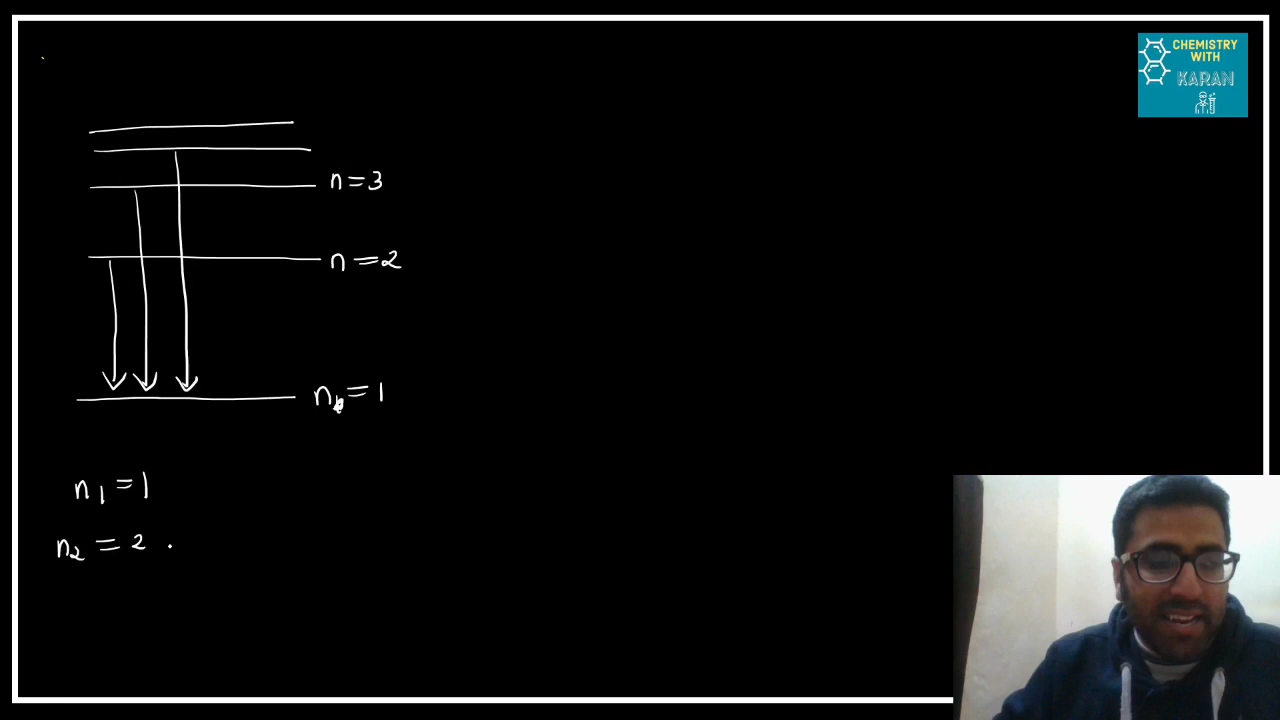 CHEMISTRY
WITH
KARAN
n=3
n=2
n=1
n1=1
n2=2.